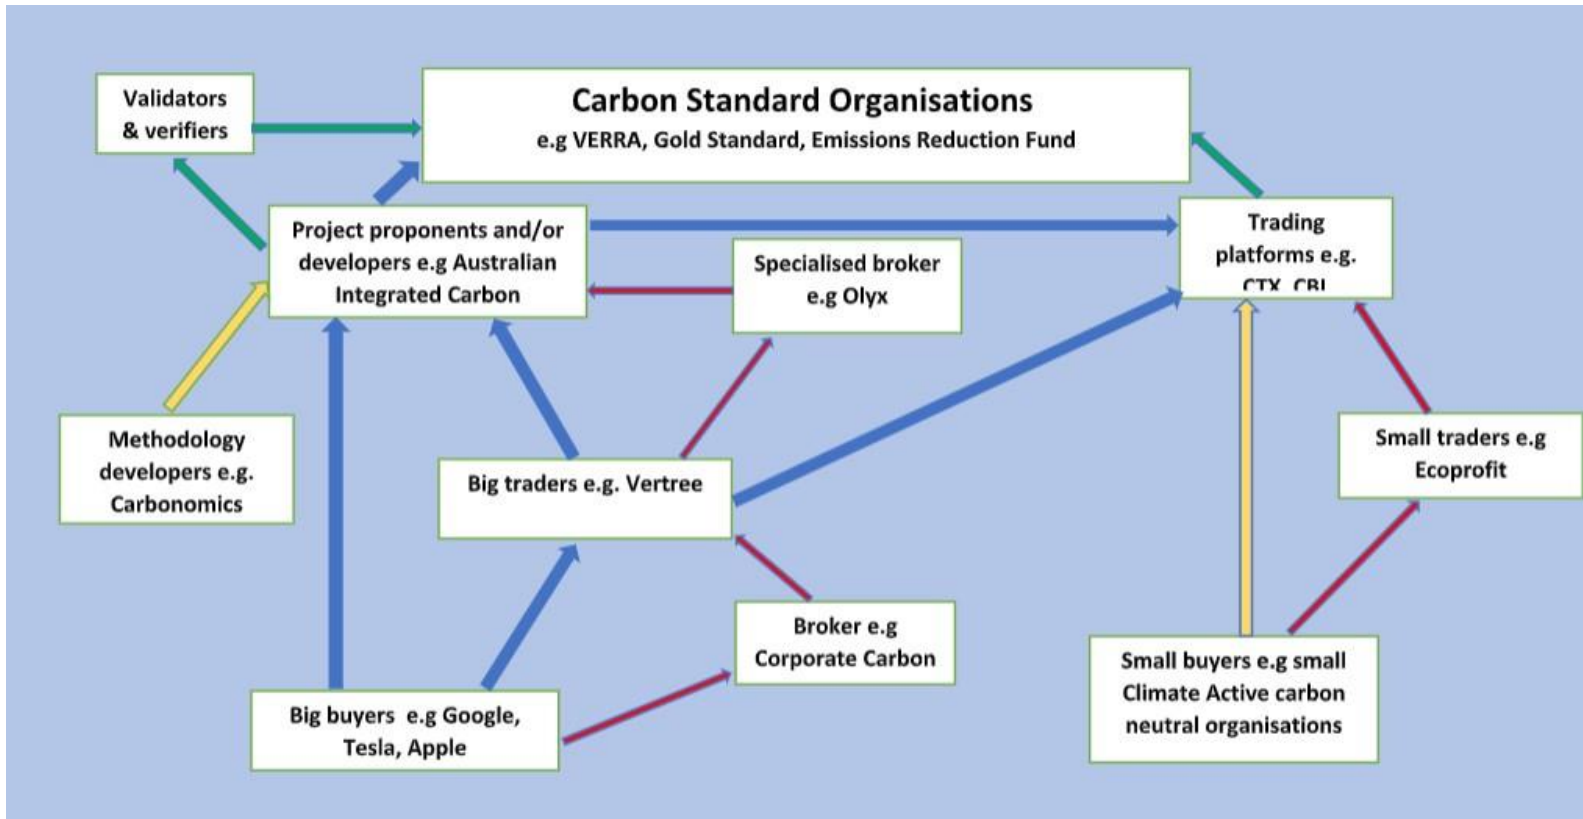 Validators
& verifiers
Carbon Standard Organisations
e.g VERRA, Gold Standard, Emissions Reduction Fund
Project proponents and/or
developers e.g Australian
Integrated Carbon
Specialised broker
e.g Olyx
Trading
platforms e.g.
CTX, CBL
Methodology
developers e.g.
Carbonomics
Big traders e.g. Vertree
Small traders e.g
Ecoprofit
Broker e.g
Corporate Carbon
Small buyers e.g small
Climate Active carbon
neutral organisations
Big buyers  e.g Google,
Tesla, Apple